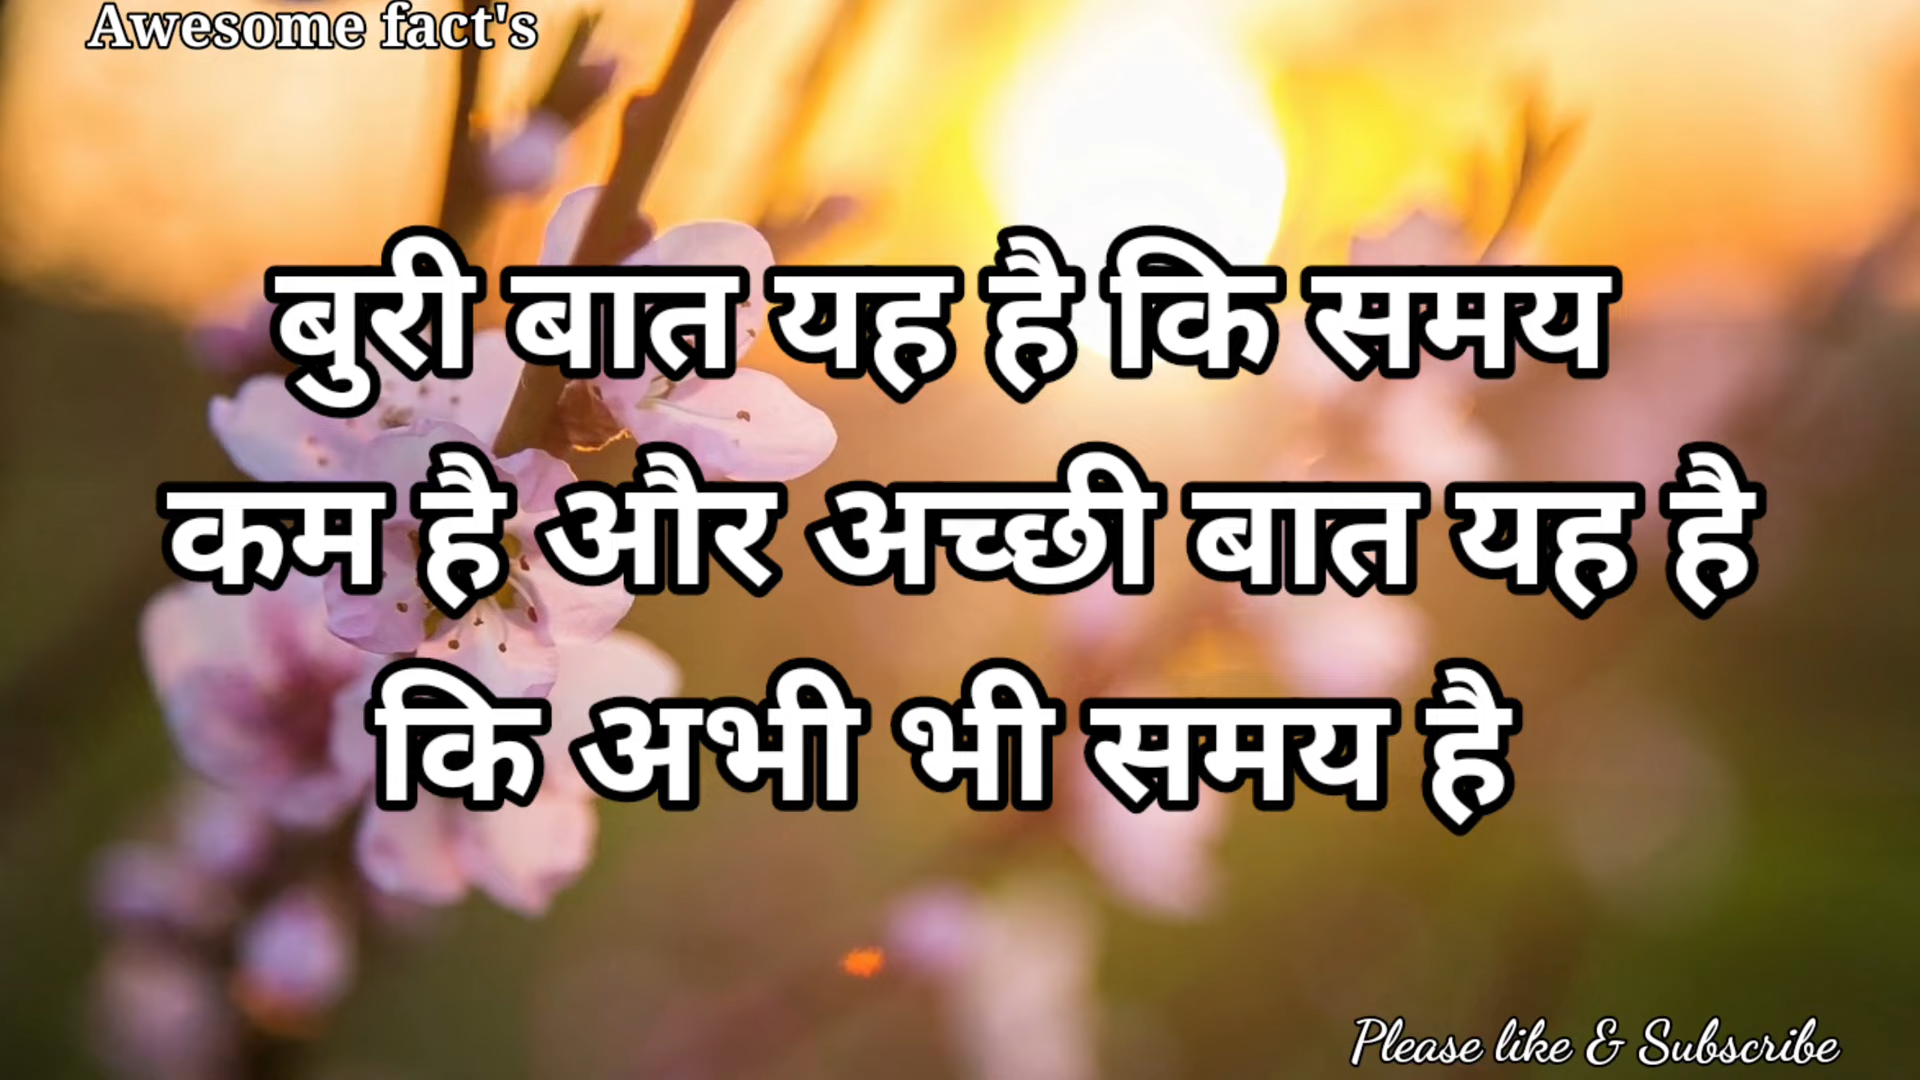 Awesome fact's
बुरी बात यह है कि समय
कम है और अच्छी बात यह है
कि अभी भी समय है
Please like & Subscribe